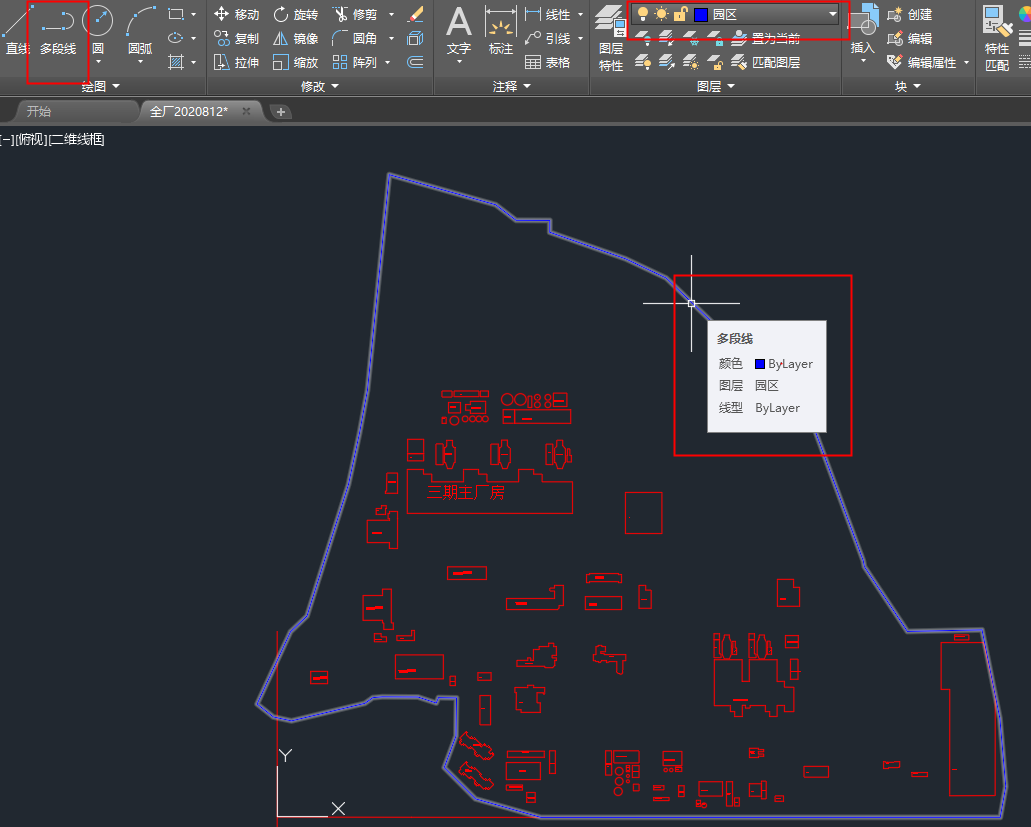 直线 多段线 圆 圆弧
移动 旋转 修剪
复制 镜像 圆角
拉伸 缩放 阵列
A
文字 标注
线性
引线
表格
图层
特性
园区
置为当前
匹配图层
插入
创建
编辑
编辑属性
特性
匹配
绘图 修改 注释 图层 块
开始 全厂2020812*
[−][俯视][二维线框]
多段线
颜色 ByLayer
图层 园区
线型 ByLayer
三期主厂房
Y
X